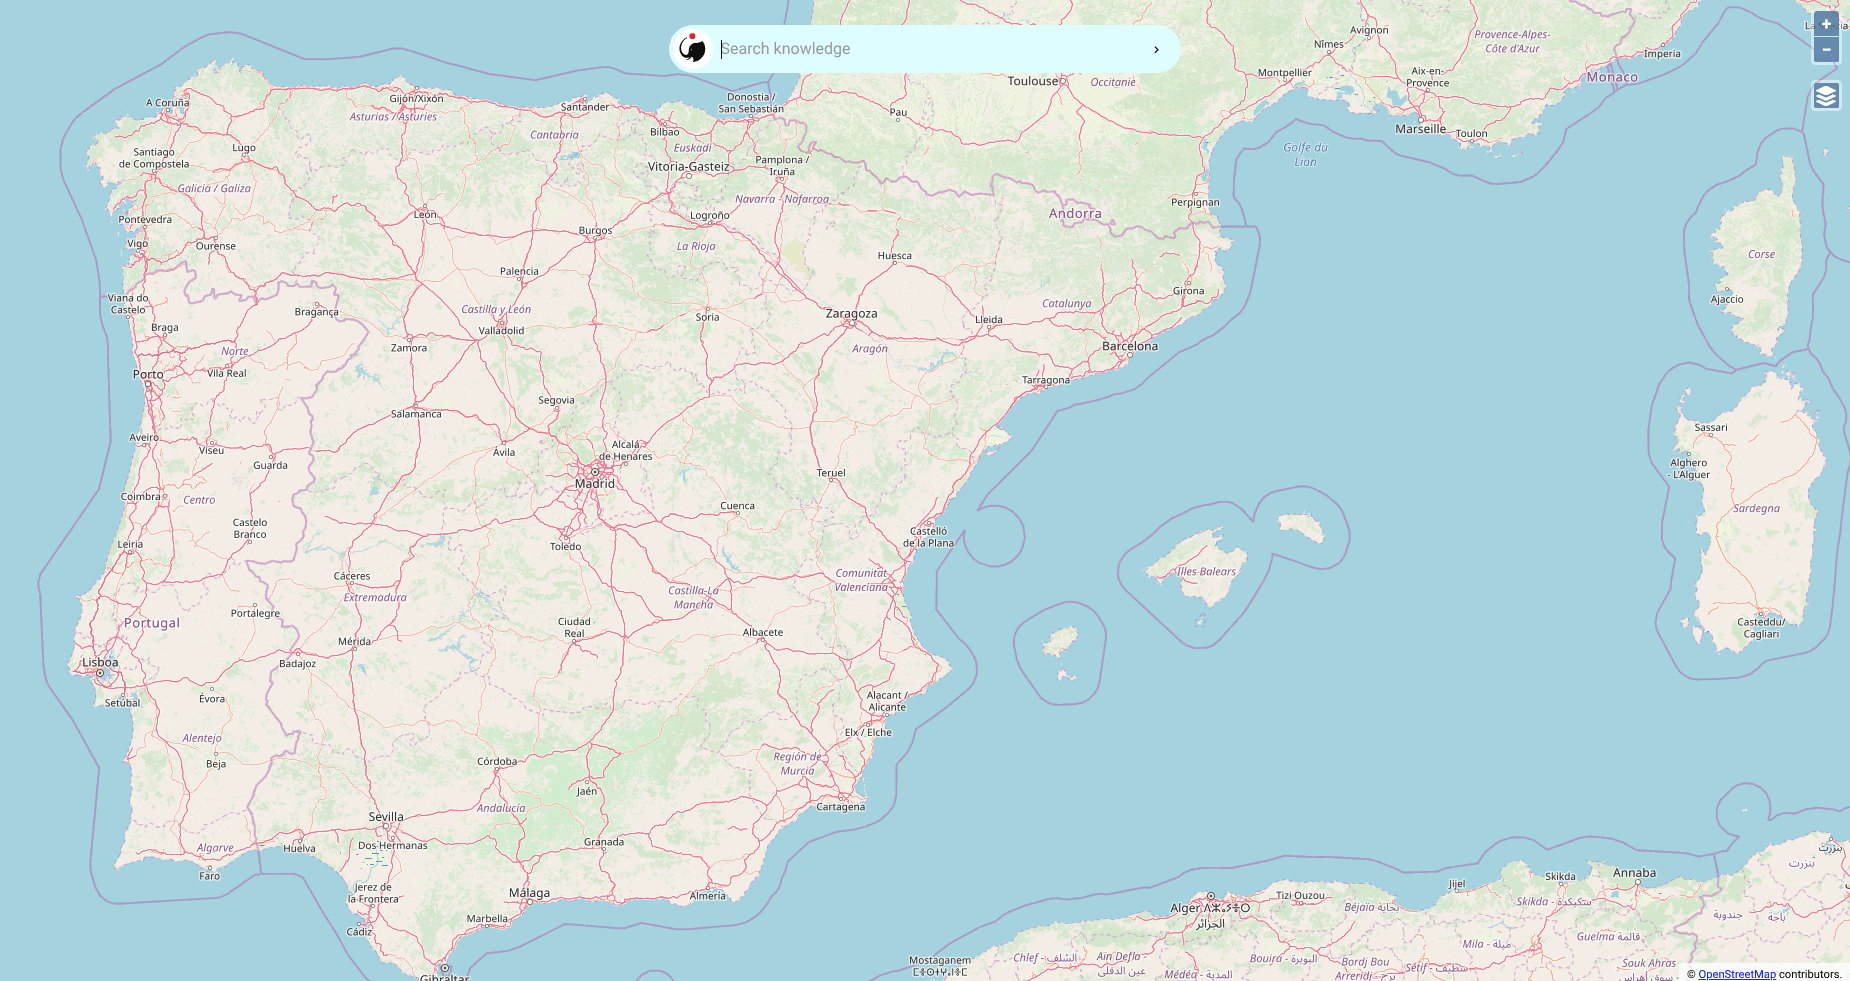 Search knowledge
+
−
Avignon
Nîmes
Provence-Alpes-
Côte d'Azur
Imperia
Monaco
Toulouse
Occitanie
Montpellier
Aix-en-
Provence
Marseille
Toulon
Golfe du
Lion
A Coruña
Gijón/Xixón
Asturias / Asturies
Santander
Cantabria
Donostia /
San Sebastián
Bilbao
Euskadi
Vitoria-Gasteiz
Pau
Santiago
de Compostela
Lugo
Galicia / Galiza
Pontevedra
Vigo
Ourense
León
Pamplona /
Iruña
Navarra - Nafarroa
Logroño
La Rioja
Burgos
Palencia
Huesca
Andorra
Perpignan
Girona
Catalunya
Corse
Ajaccio
Viana do
Castelo
Braga
Bragança
Castilla y León
Valladolid
Zamora
Soria
Zaragoza
Aragón
Lleida
Barcelona
Tarragona
Norte
Vila Real
Porto
Aveiro
Viseu
Guarda
Salamanca
Segovia
Ávila
Alcalá
de Henares
Madrid
Teruel
Cuenca
Sassari
Alghero
- L'Alguer
Sardegna
Coimbra
Centro
Castelo
Branco
Leiria
Toledo
Castelló
de la Plana
Comunitat
Valenciana
Illes Balears
Cáceres
Extremadura
Castilla-La
Mancha
Portalegre
Portugal
Mérida
Badajoz
Ciudad
Real
Albacete
Casteddu/
Cagliari
Lisboa
Setúbal
Évora
Alentejo
Beja
Alacant /
Alicante
Elx / Elche
Región de
Murcia
Cartagena
Córdoba
Jaén
Andalucía
Sevilla
Dos Hermanas
Huelva
Algarve
Faro
Granada
Jerez de
la Frontera
Málaga
Almería
Marbella
Cádiz
Gibraltar
Alger ⴷⵣⴰⵢⴻⵔ
الجزائر
Tizi Ouzou
Béjaïa بجاية
Jijel
Skikda
Annaba
Skikda - سكيكدة
بنزرت
بنزرت
جندوبة
باجة
Guelma قالمة
Souk Ahras
سوق أهراس
Mila - ميلة
Sétif - سطيف
Bordj Bou
Arreridj
Bouira - البويرة
Médéa - المدية
Aïn Defla
عين الدفلى
Chlef - الشلف
Mostaganem
© OpenStreetMap contributors.